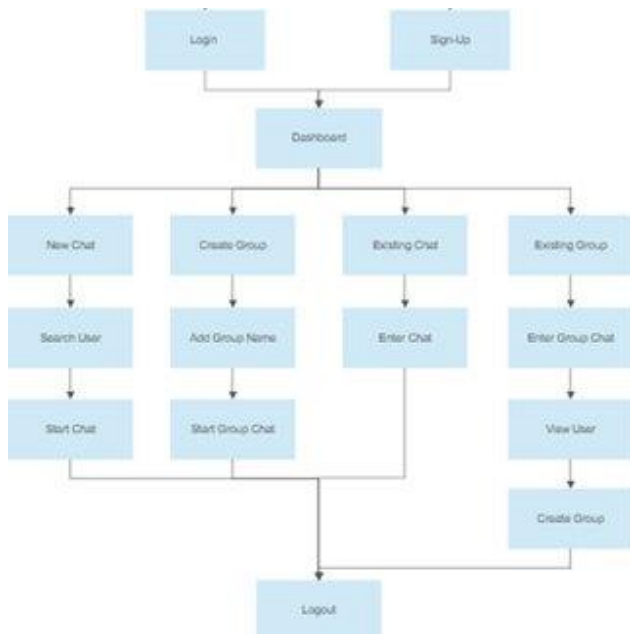 Login
Sign-Up
Dashboard
New Chat
Create Group
Existing Chat
Existing Group
Search User
Add Group Name
Enter Chat
Enter Group Chat
Start Chat
Start Group Chat
View User
Create Group
Logout